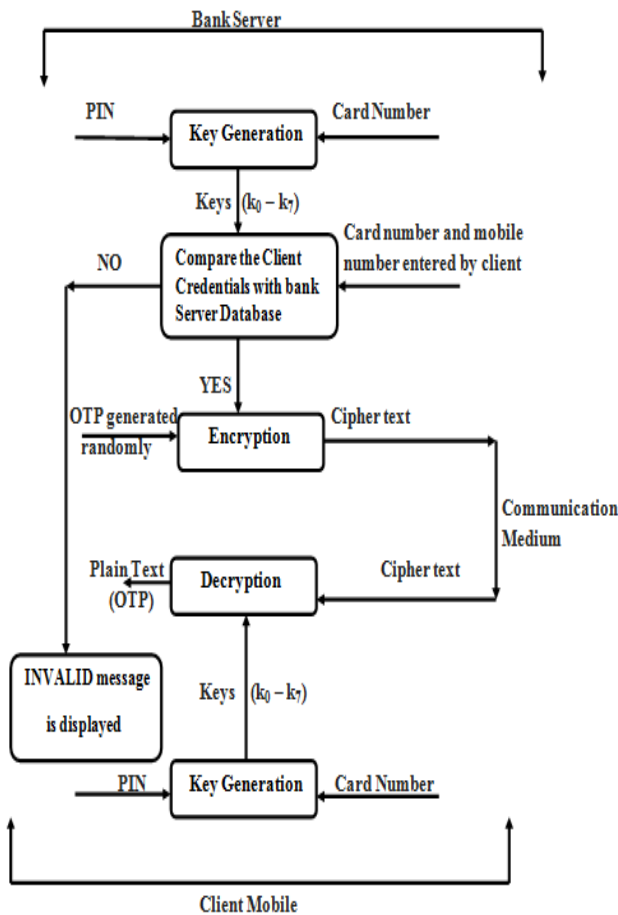 Bank Server
PIN
Key Generation
Card Number
Keys (k₀ – k₇)
Compare the Client
Credentials with bank
Server Database
Card number and mobile
number entered by client
NO
YES
OTP generated
randomly
Encryption
Cipher text
Communication
Medium
Plain Text
(OTP)
Decryption
Cipher text
INVALID message
is displayed
Keys (k₀ – k₇)
PIN
Key Generation
Card Number
Client Mobile